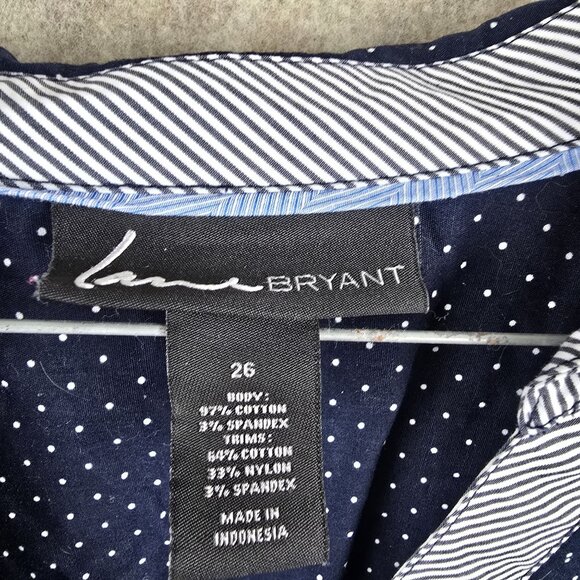 Lane BRYANT
26
BODY:
97% COTTON
3% SPANDEX
TRIMS:
64% COTTON
33% NYLON
3% SPANDEX
MADE IN
INDONESIA